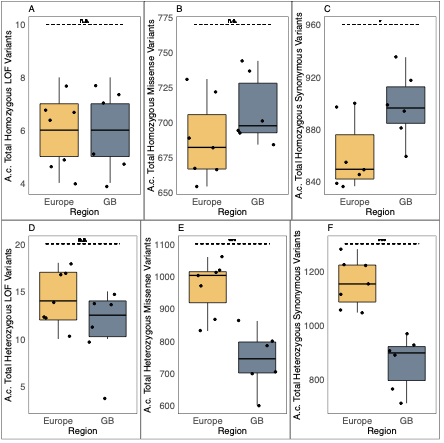 A
A.c. Total Homozygous LOF Variants
10
8
6
4
n.s.
Europe
GB
Region
B
A.c. Total Homozygous Missense Variants
775
750
725
700
675
650
n.s.
Europe
GB
Region
C
A.c. Total Homozygous Synonymous Variants
960
920
880
840
*
Europe
GB
Region
D
A.c. Total Heterozygous LOF Variants
20
15
10
5
n.s.
Europe
GB
Region
E
A.c. Total Heterozygous Missense Variants
1100
1000
900
800
700
600
Europe
GB
Region
F
A.c. Total Heterozygous Synonymous Variants
1200
1000
800
Europe
GB
Region